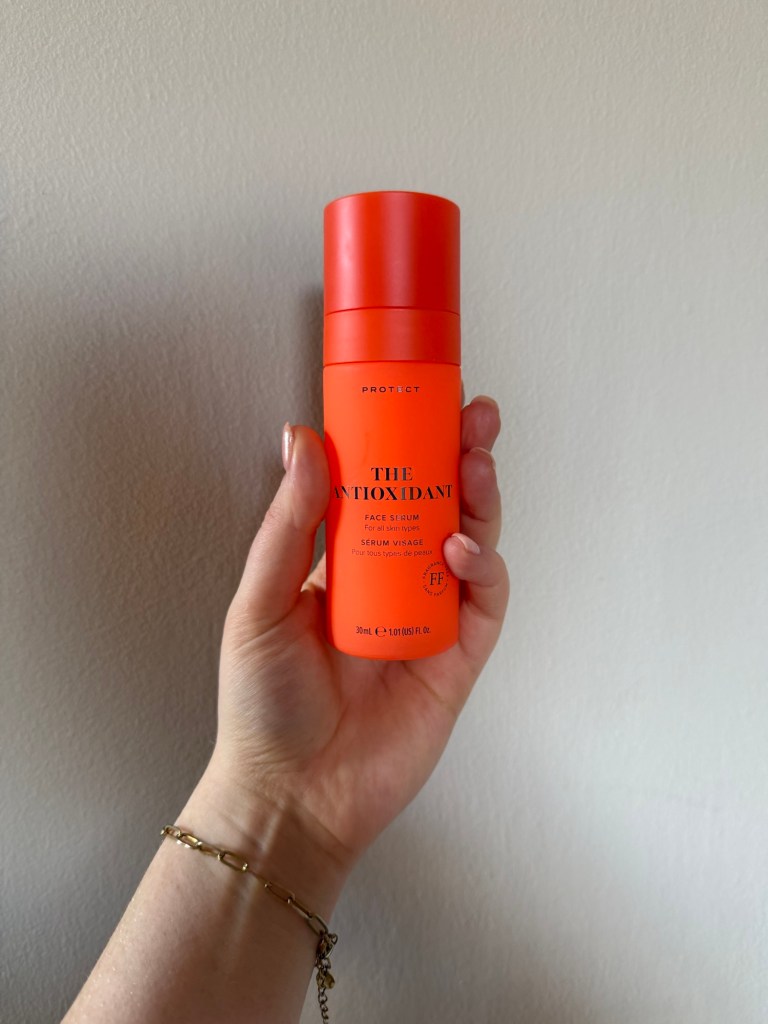 PROTECT
THE
ANTIOXIDANT
FACE SERUM
For all skin types
SÉRUM VISAGE
Pour tous types de peaux
FF
30mL ℮ 1.01 (US) Fl. Oz.